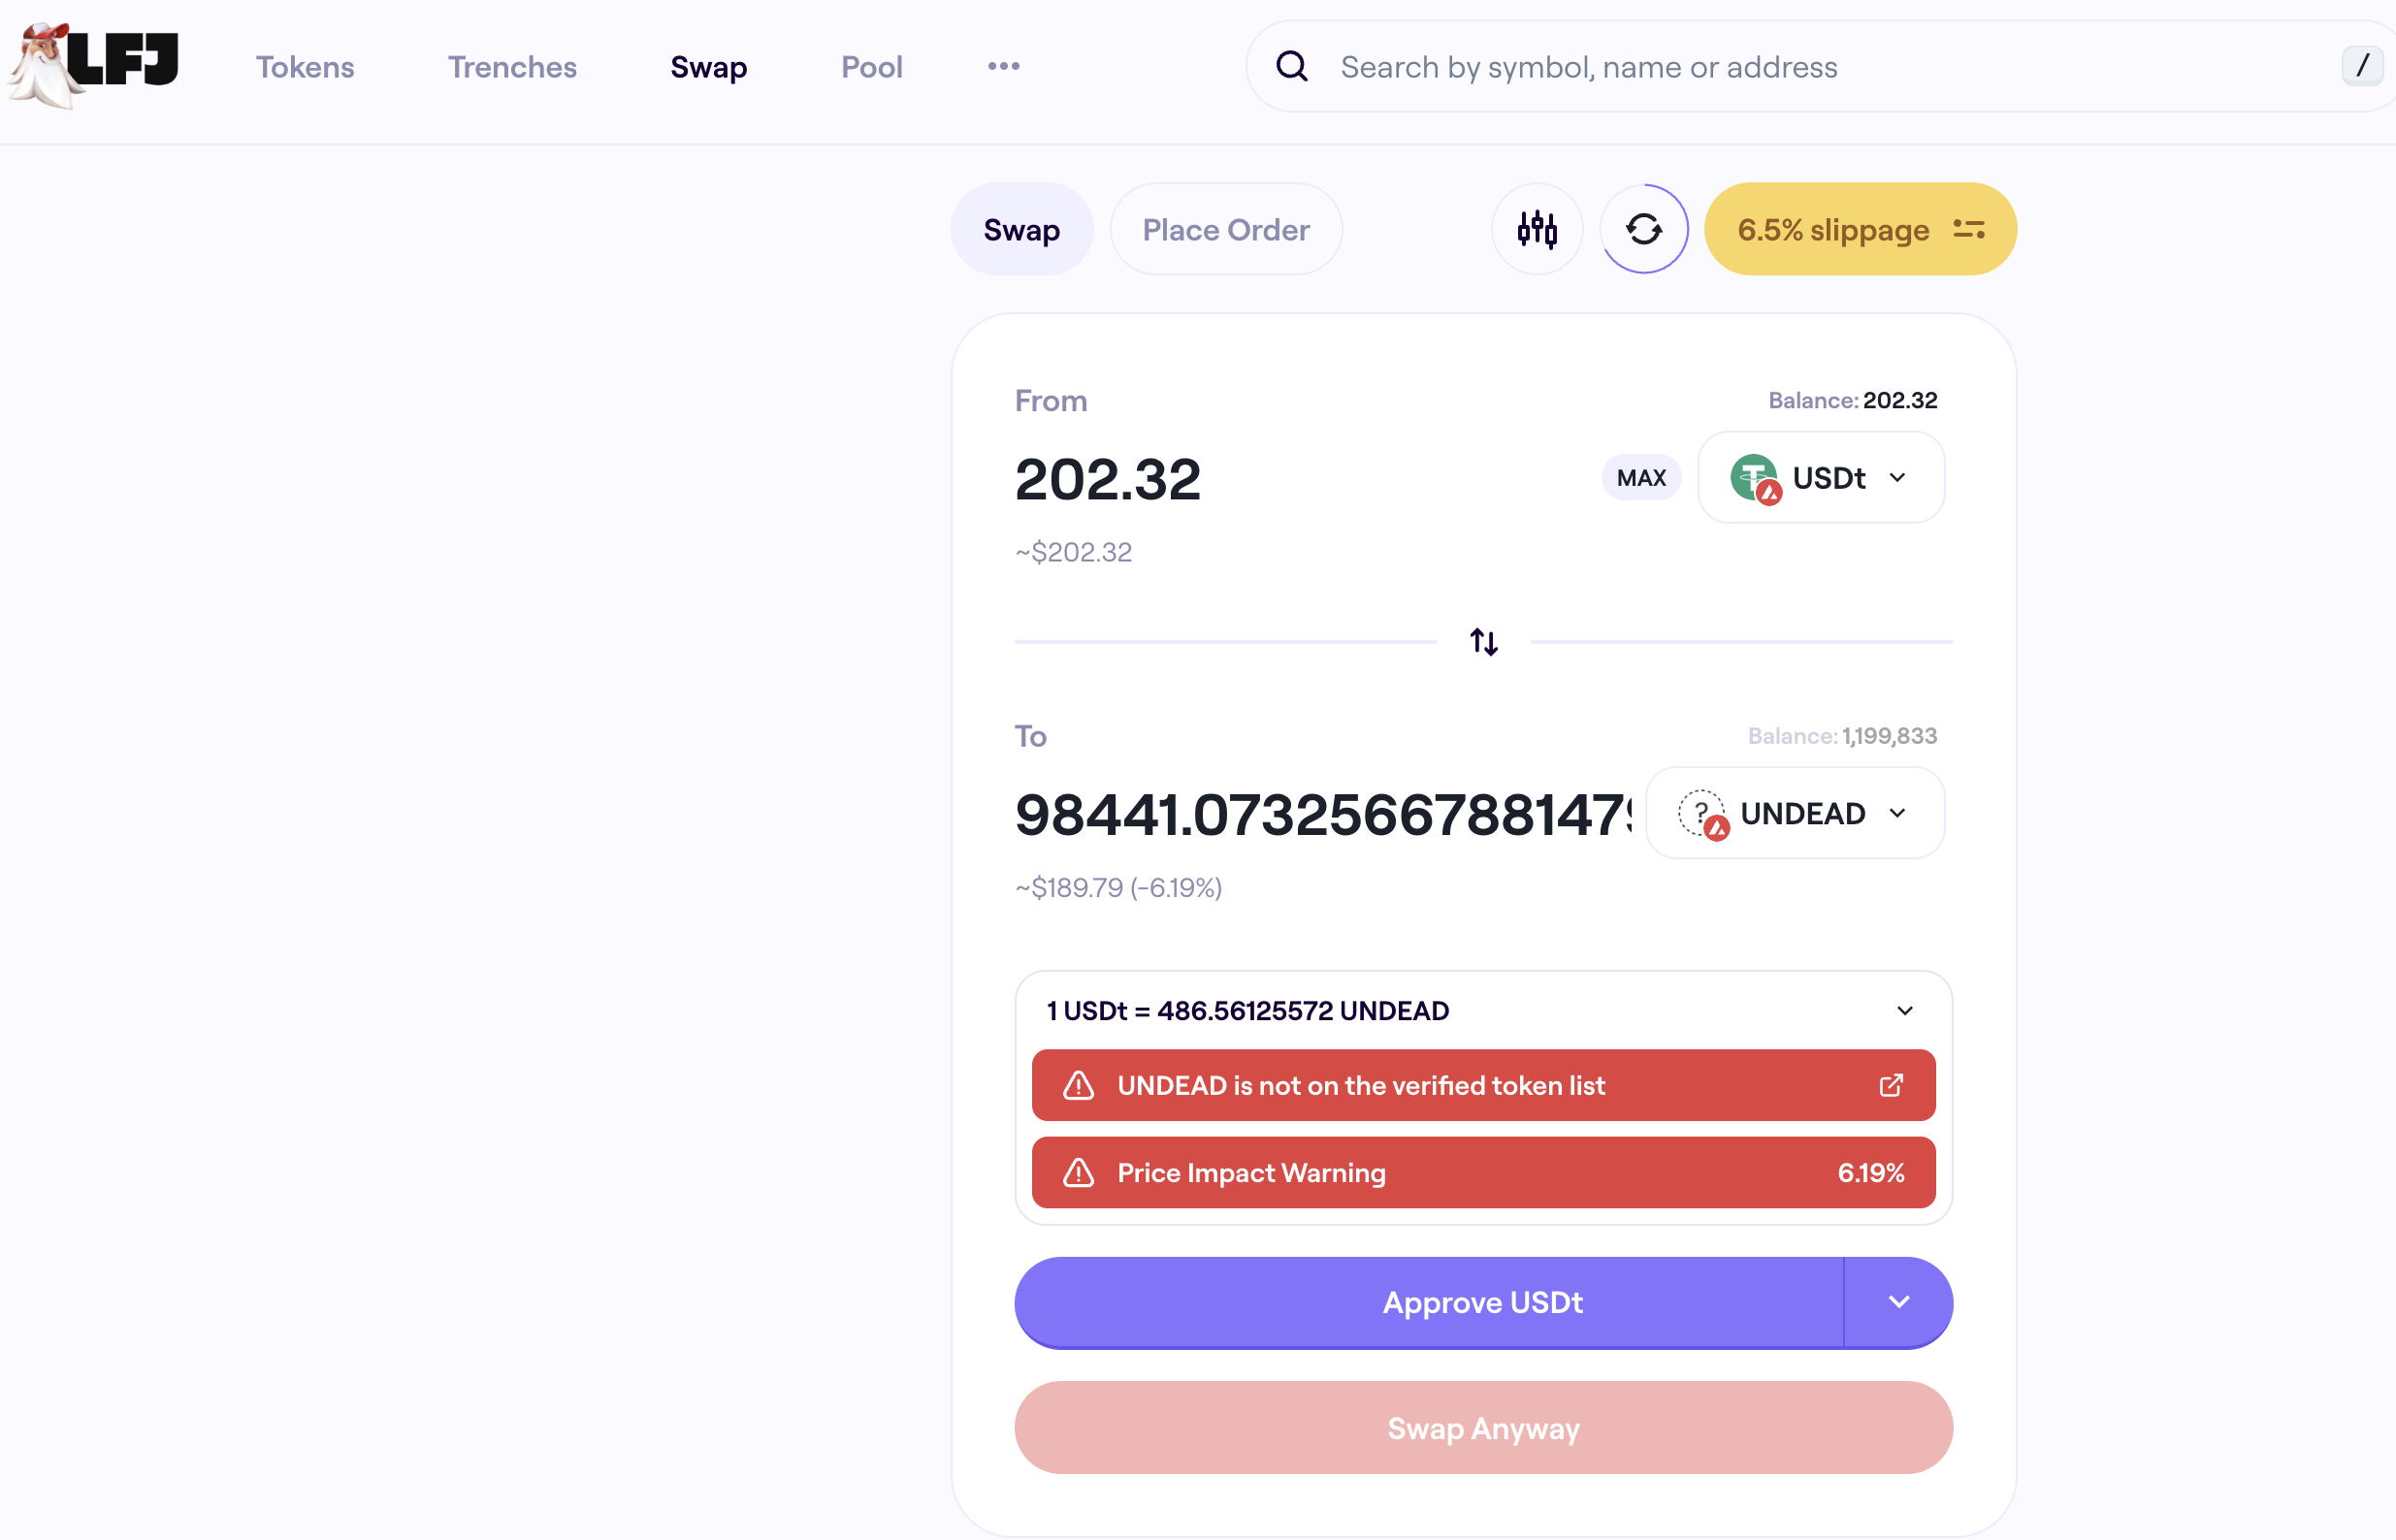 LFJ Tokens Trenches Swap Pool ••• Search by symbol, name or address /
Swap Place Order 6.5% slippage
From Balance: 202.32
202.32 MAX USDt
~$202.32
To Balance: 1,199,833
98441.073256678814 UNDEAD
~$189.79 (-6.19%)
1 USDt = 486.56125572 UNDEAD
UNDEAD is not on the verified token list
Price Impact Warning 6.19%
Approve USDt
Swap Anyway